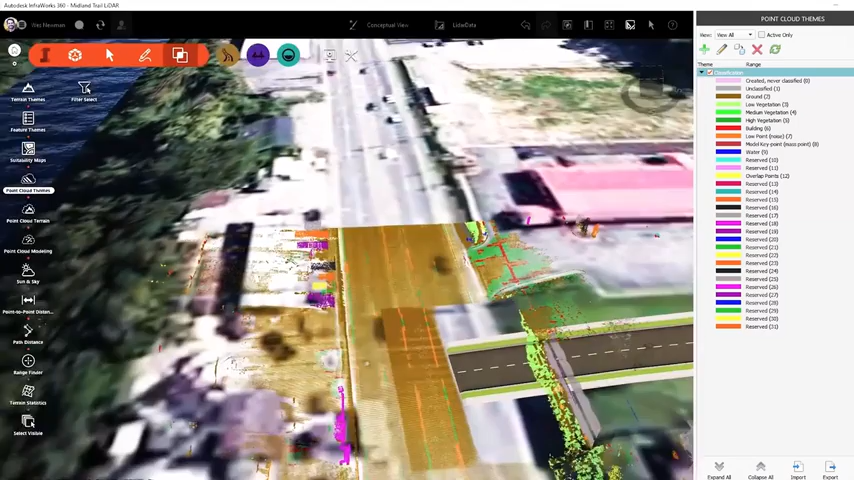 Autodesk InfraWorks 360 - Midland Trail LiDAR
Wes Newman
Conceptual View
LidarData
POINT CLOUD THEMES
View: View All
Active Only
Theme Range
Classification
Created, never classified (0)
Unclassified (1)
Ground (2)
Low Vegetation (3)
Medium Vegetation (4)
High Vegetation (5)
Building (6)
Low Point (noise) (7)
Model Key-point (mass point) (8)
Water (9)
Reserved (10)
Reserved (11)
Overlap Points (12)
Reserved (13)
Reserved (14)
Reserved (15)
Reserved (16)
Reserved (17)
Reserved (18)
Reserved (19)
Reserved (20)
Reserved (21)
Reserved (22)
Reserved (23)
Reserved (24)
Reserved (25)
Reserved (26)
Reserved (27)
Reserved (28)
Reserved (29)
Reserved (30)
Reserved (31)
Expand All
Collapse All
Import
Export
Terrain Themes
Filter Select
Feature Themes
Suitability Maps
Point Cloud Themes
Point Cloud Terrain
Point Cloud Modeling
Sun & Sky
Point-to-Point Distan...
Path Distance
Range Finder
Terrain Statistics
Select Visible